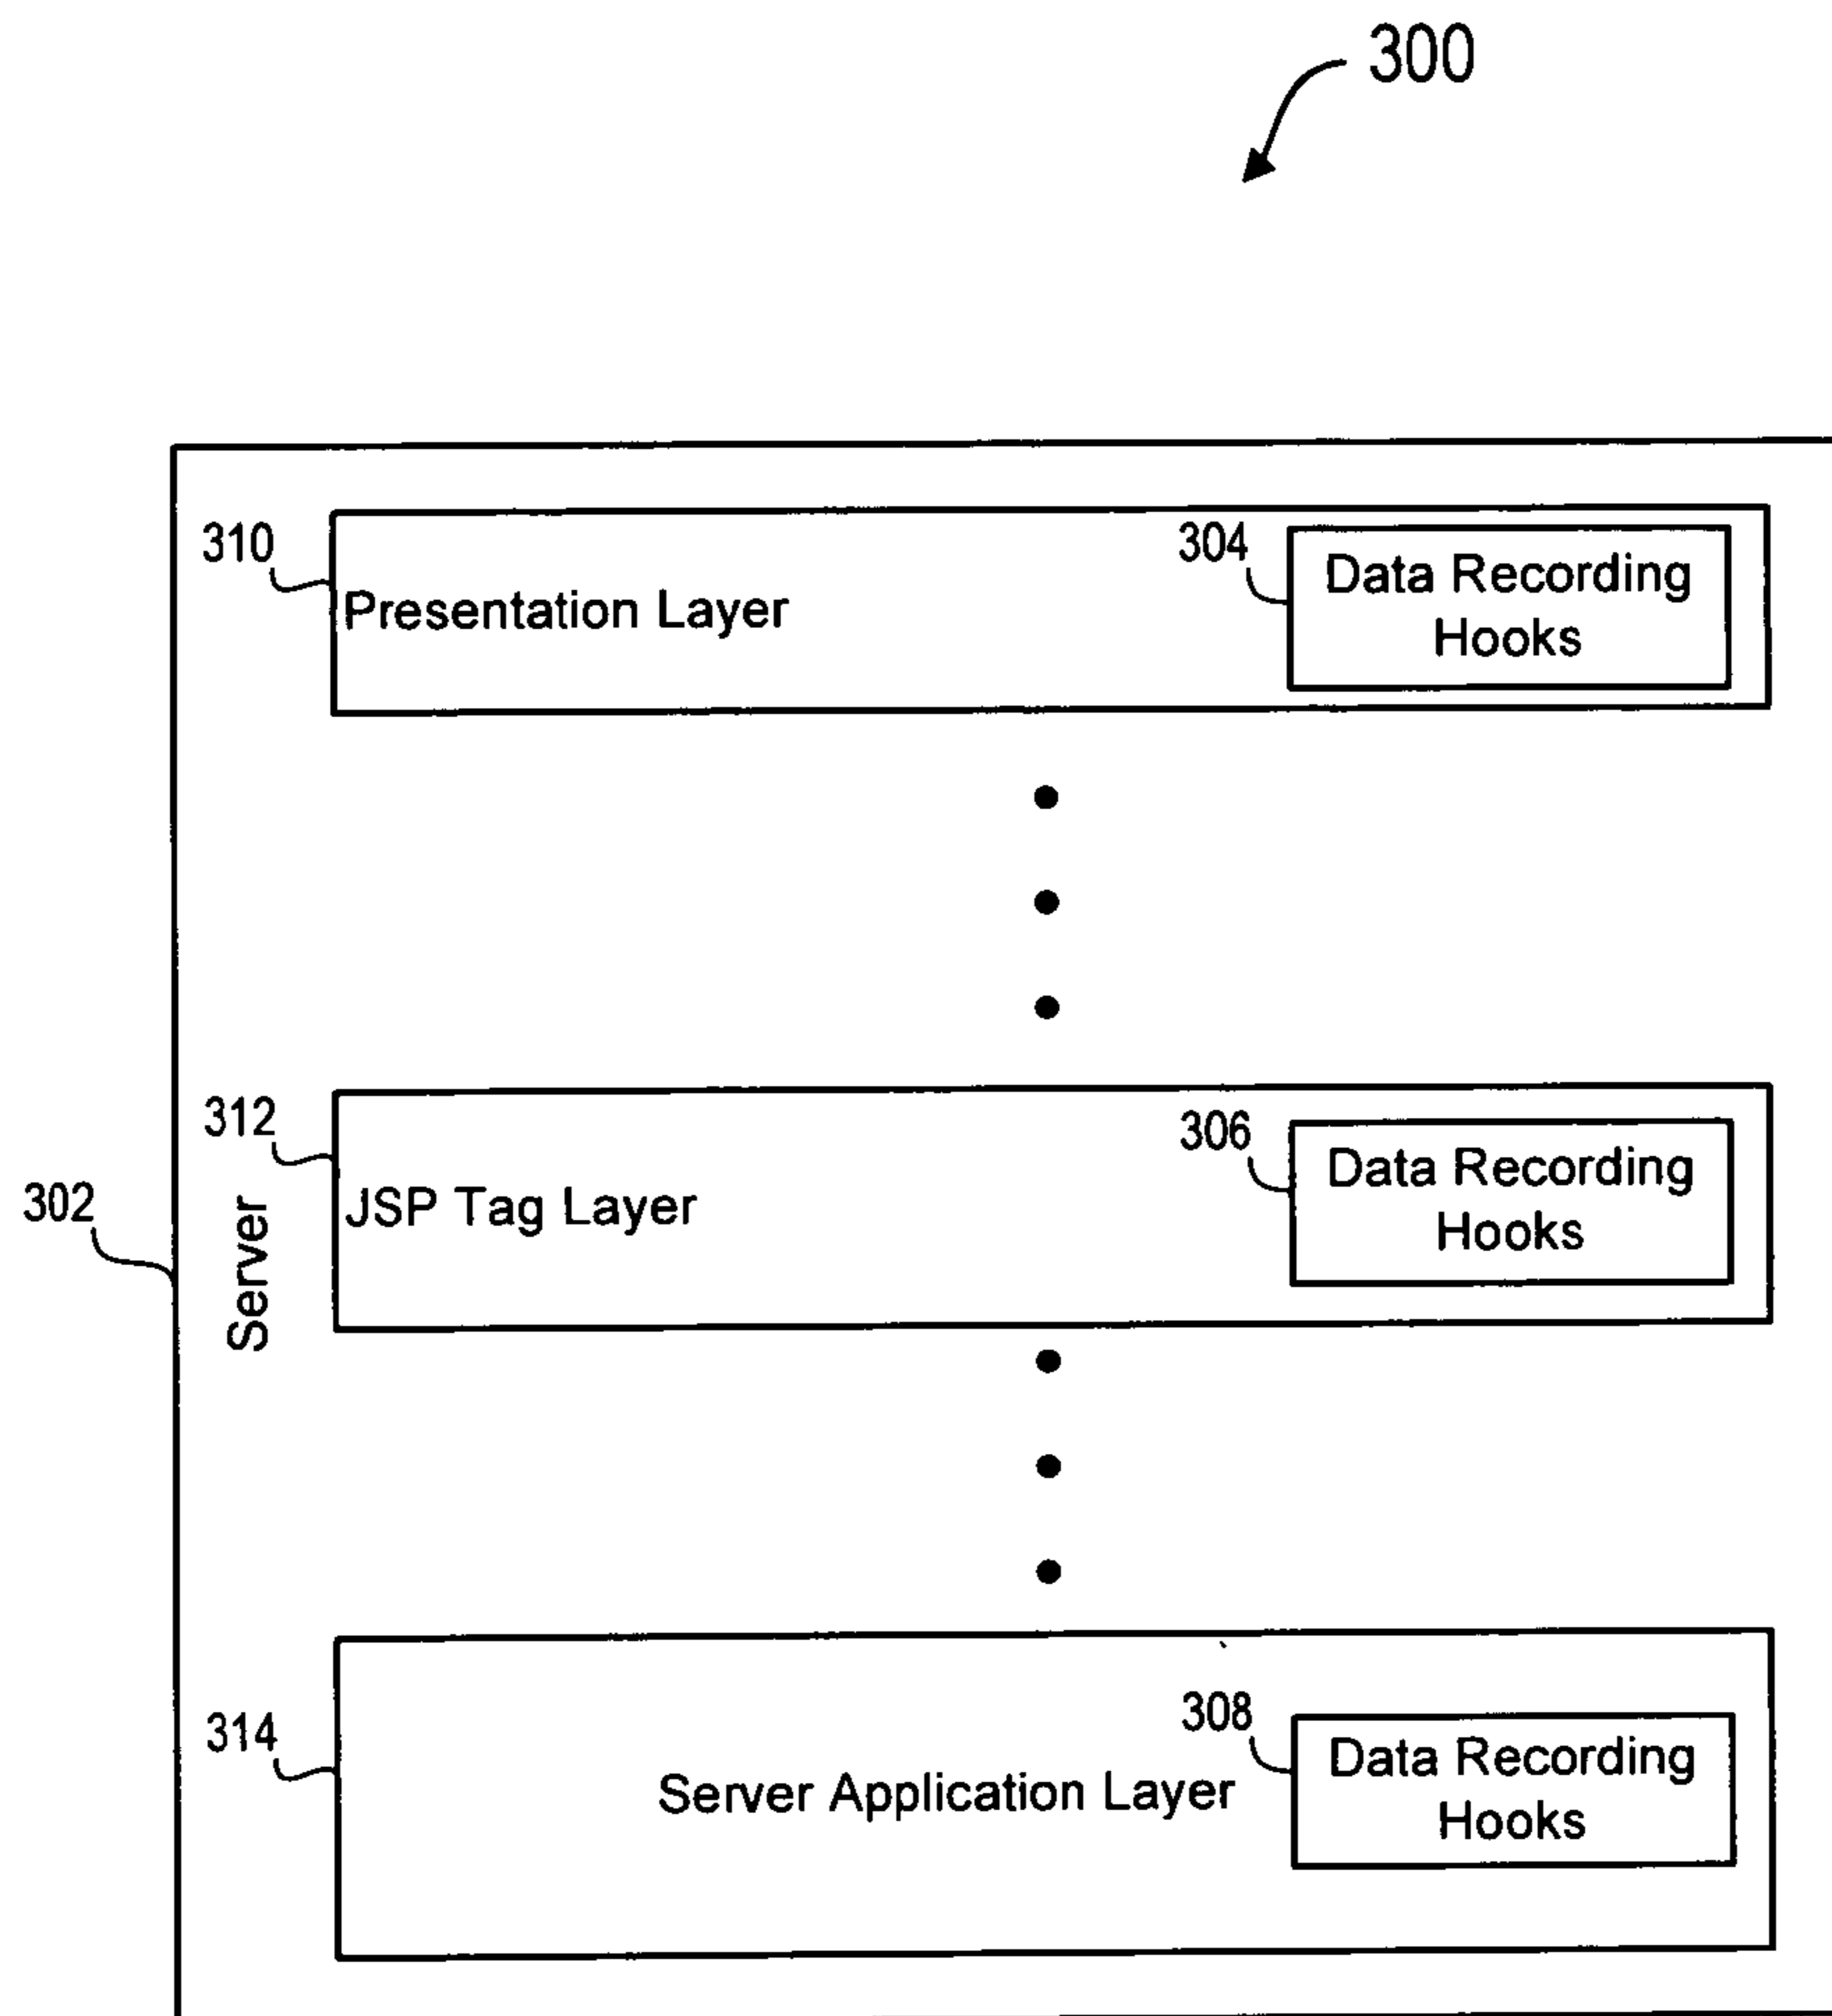 300
310
Presentation Layer
304
Data Recording
Hooks
312
JSP Tag Layer
306
Data Recording
Hooks
302
Server
314
Server Application Layer
308
Data Recording
Hooks